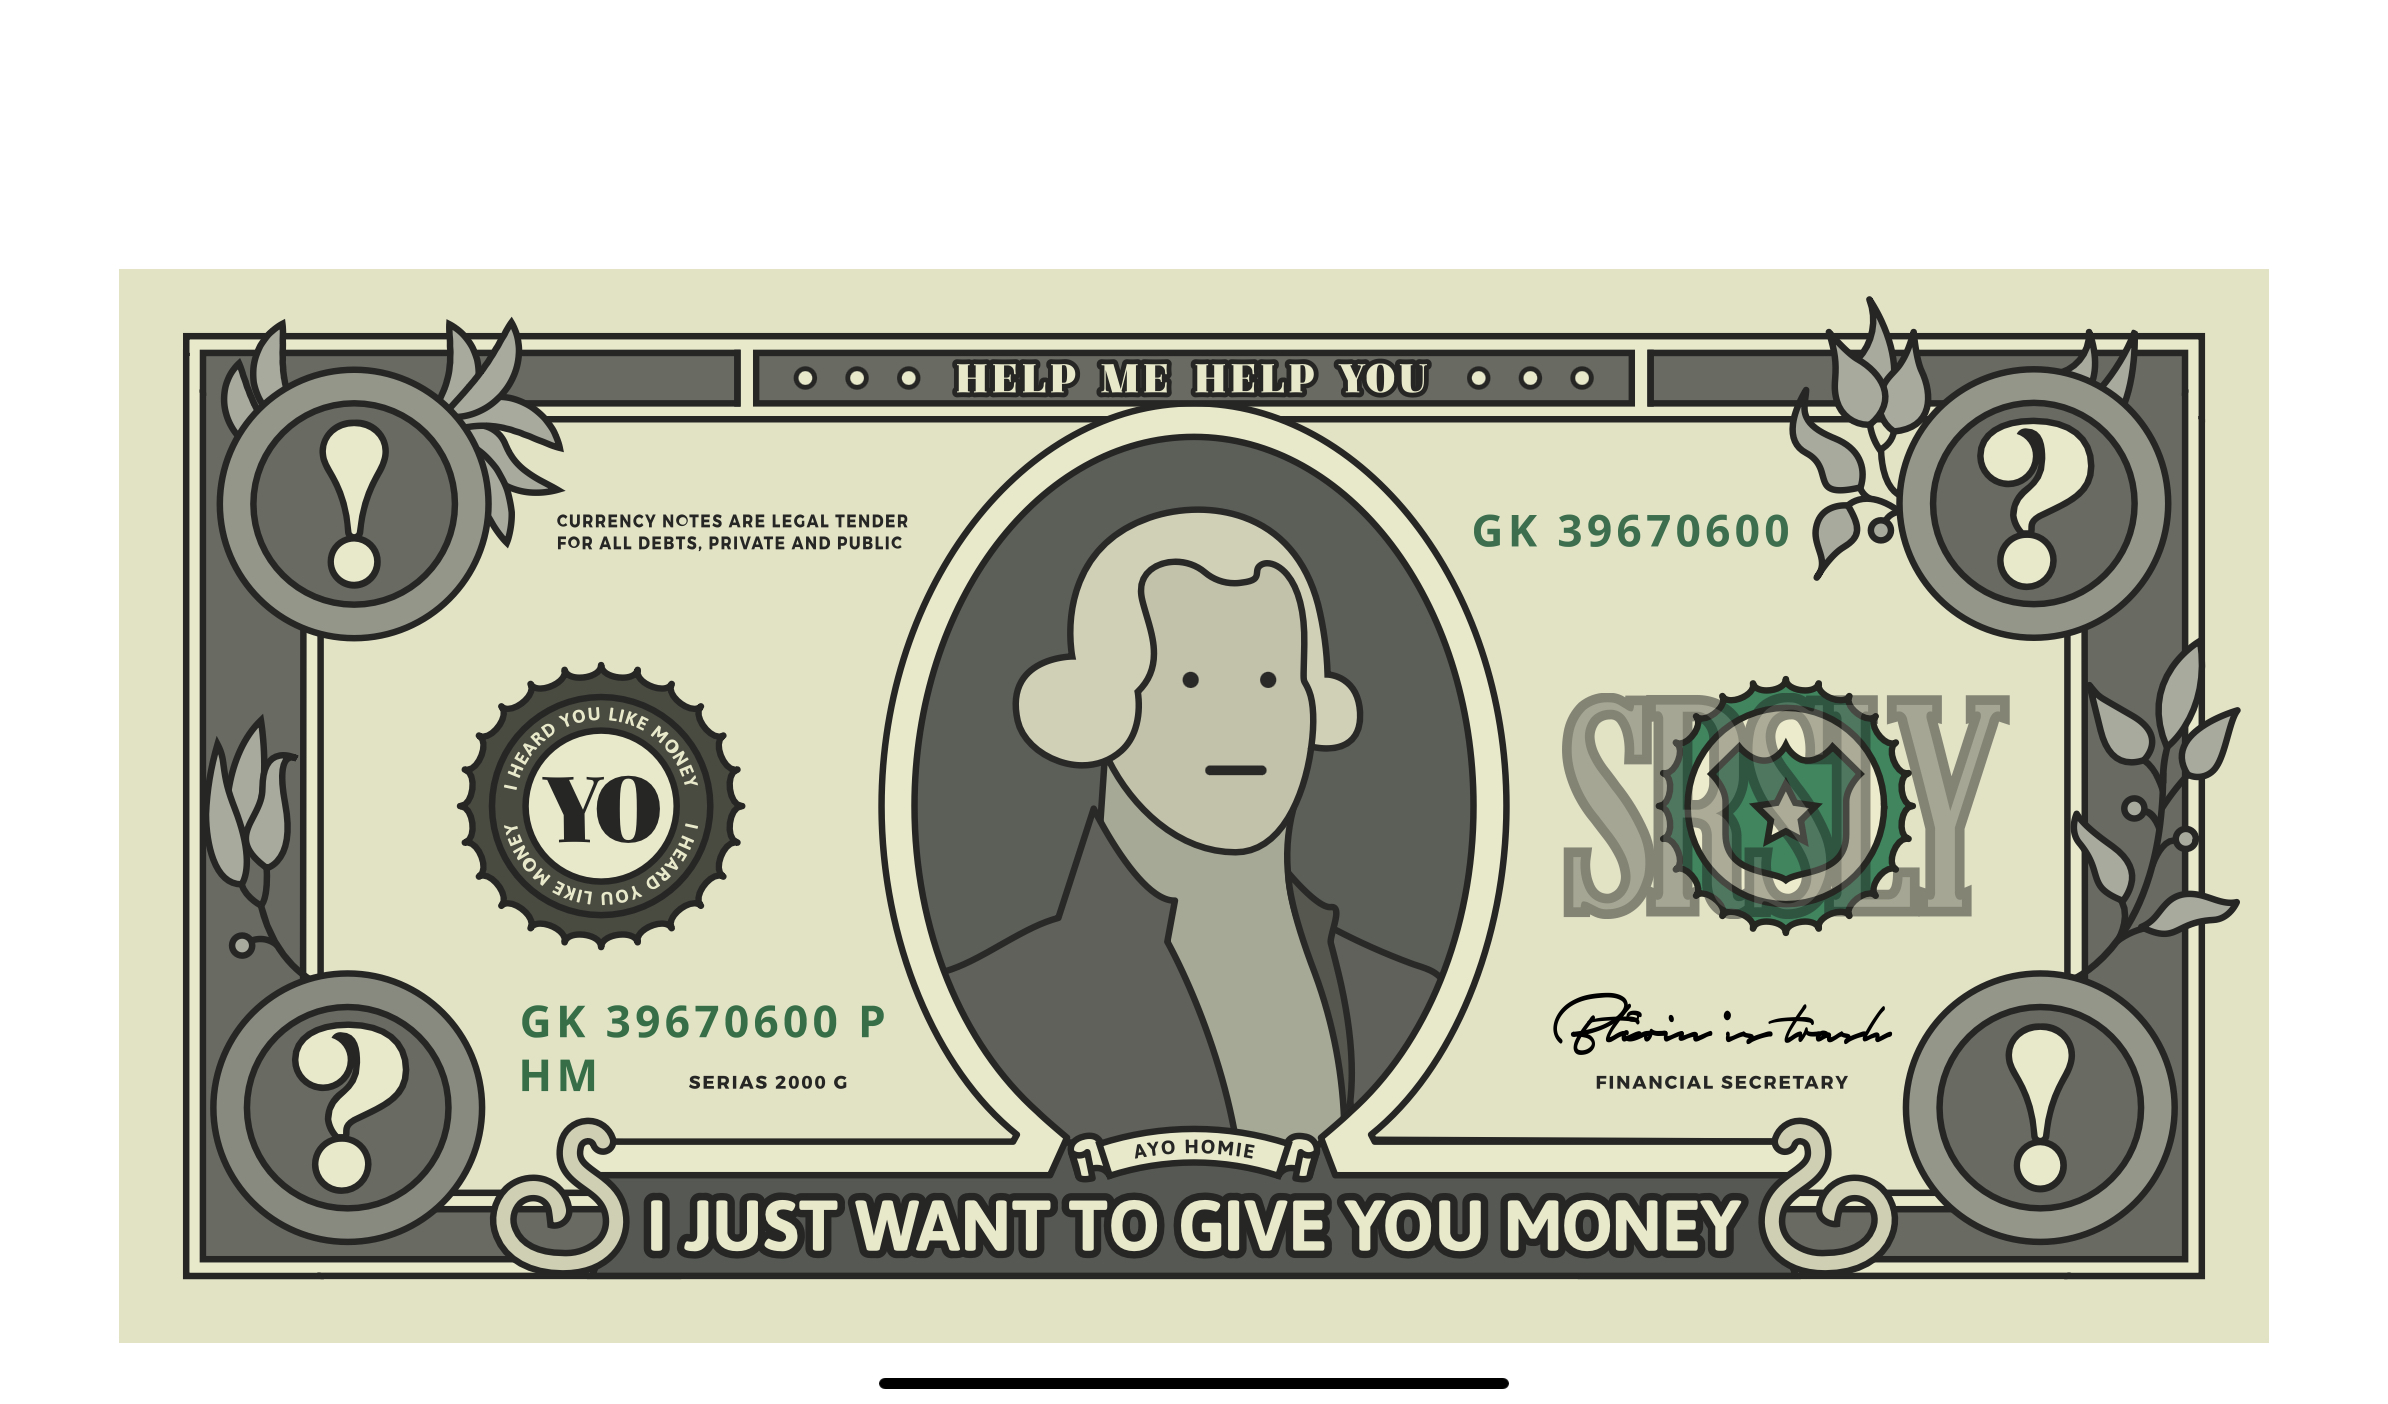 HELP ME HELP YOU
!
?
CURRENCY NOTES ARE LEGAL TENDER
FOR ALL DEBTS, PRIVATE AND PUBLIC
GK 39670600
I HEARD YOU LIKE MONEY
YO
I HEARD YOU LIKE MONEY
SRSLY
GK 39670600 P
HM
SERIAS 2000 G
FINANCIAL SECRETARY
?
!
AYO HOMIE
I JUST WANT TO GIVE YOU MONEY